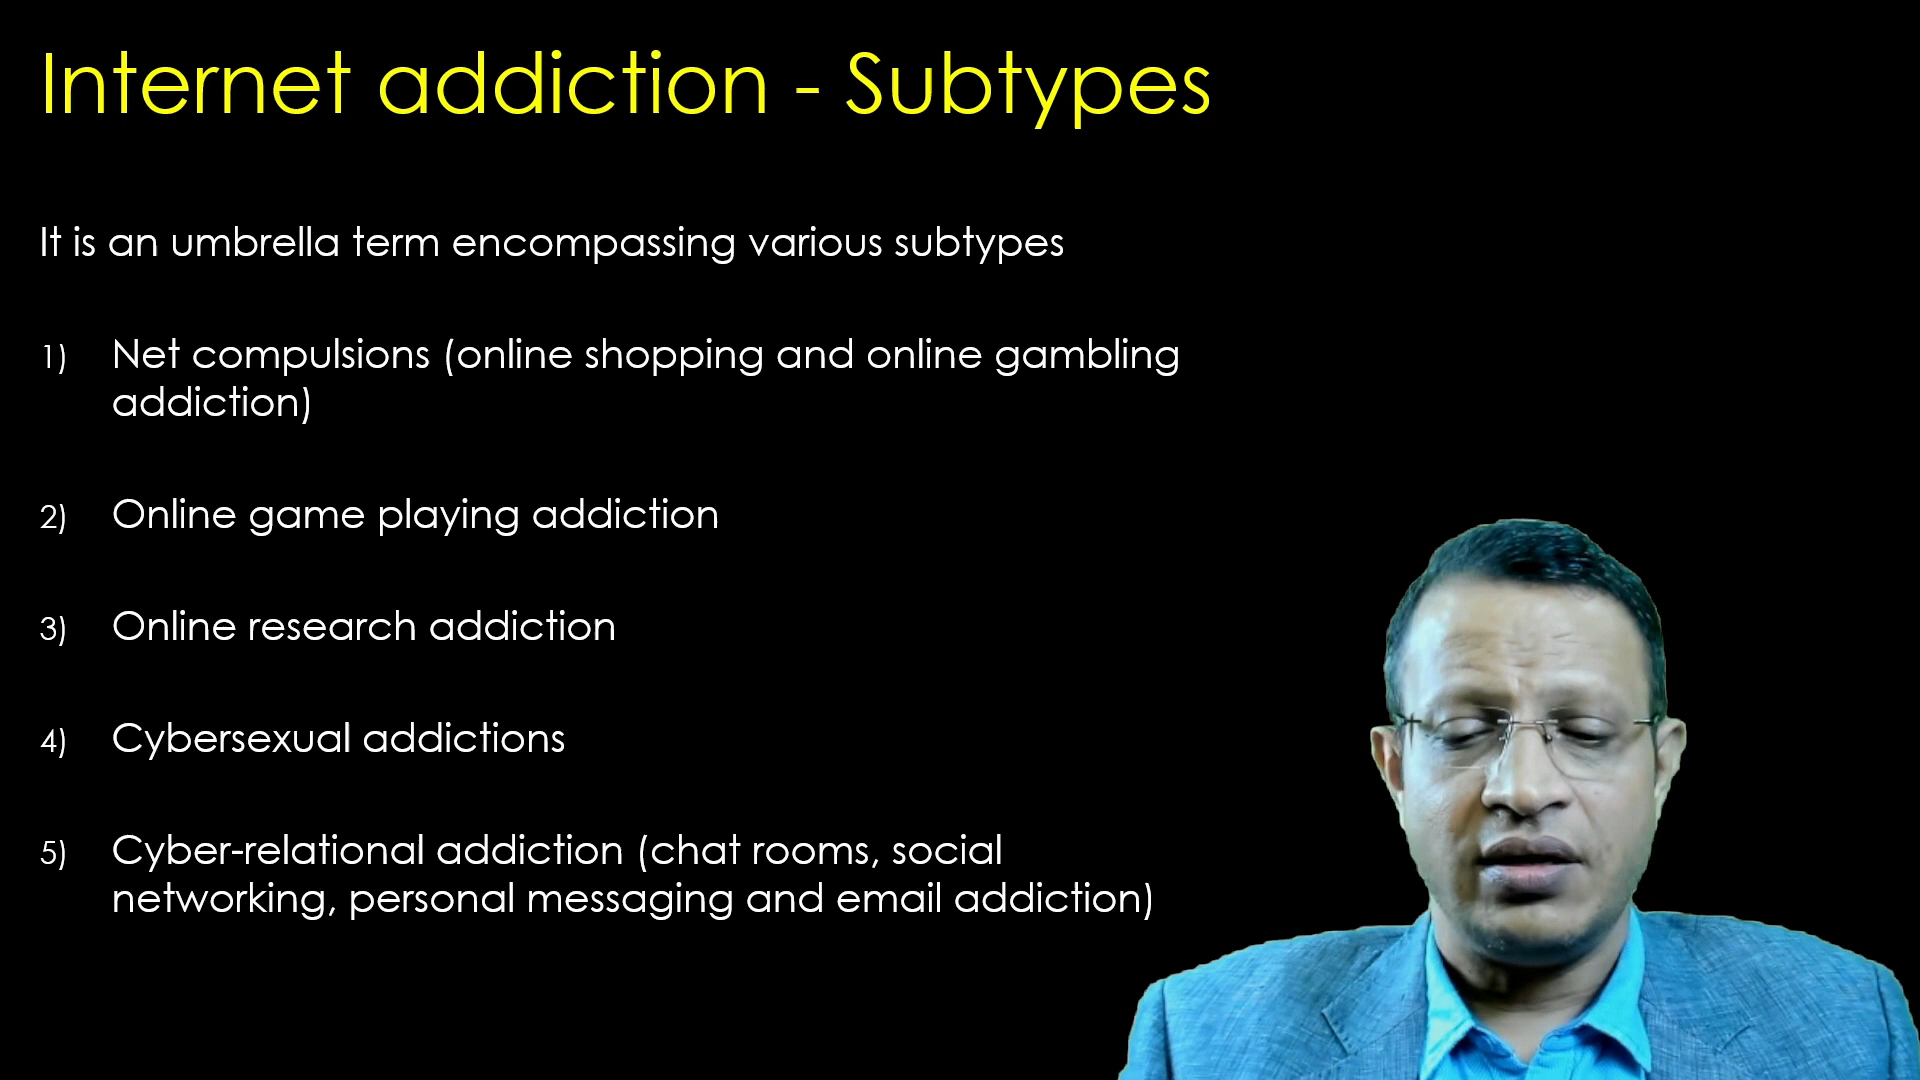 Internet addiction - Subtypes
It is an umbrella term encompassing various subtypes
1) Net compulsions (online shopping and online gambling
addiction)
2) Online game playing addiction
3) Online research addiction
4) Cybersexual addictions
5) Cyber-relational addiction (chat rooms, social
networking, personal messaging and email addiction)